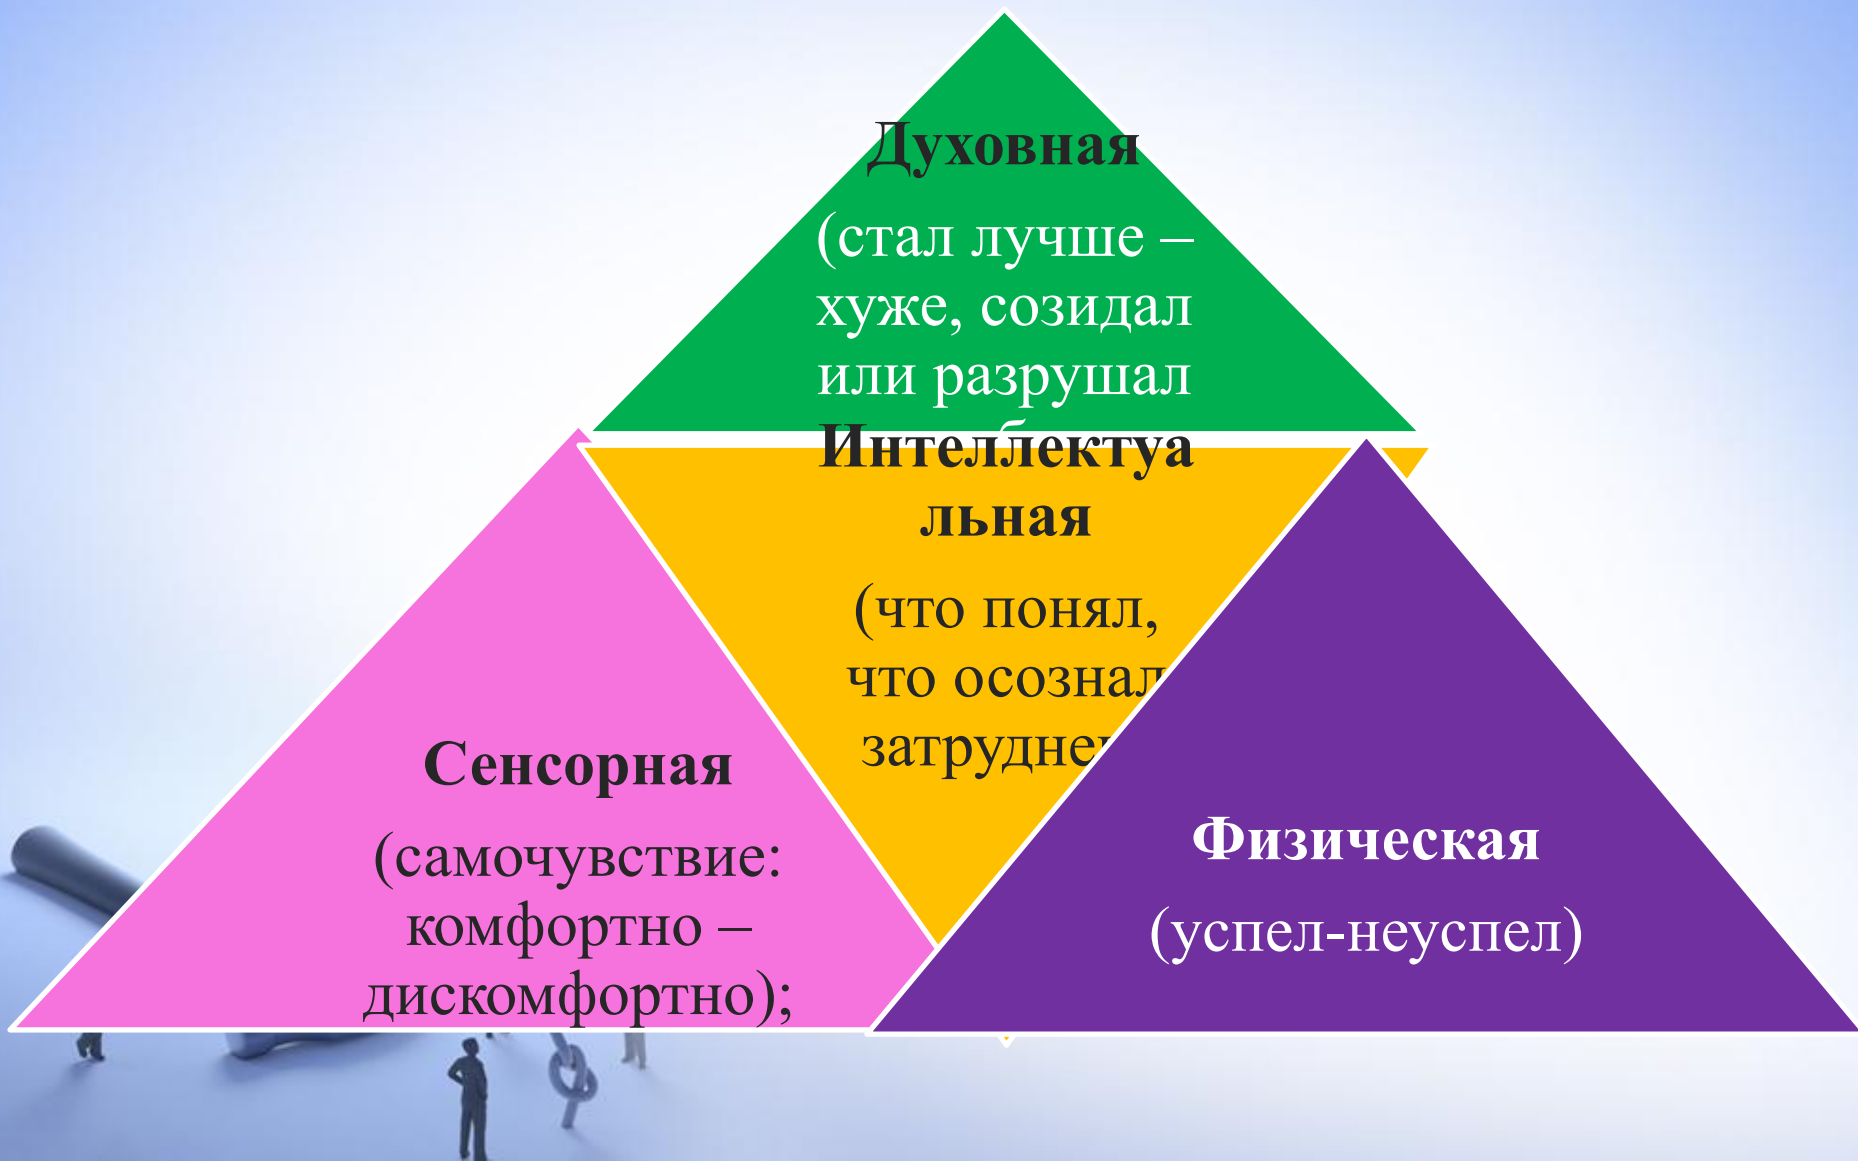 Духовная
(стал лучше –
хуже, созидал
или разрушал
Интеллектуа
льная
(что понял,
что осознал
Сенсорная
(самочувствие:
комфортно –
дискомфортно);
Физическая
(успел-неуспел)